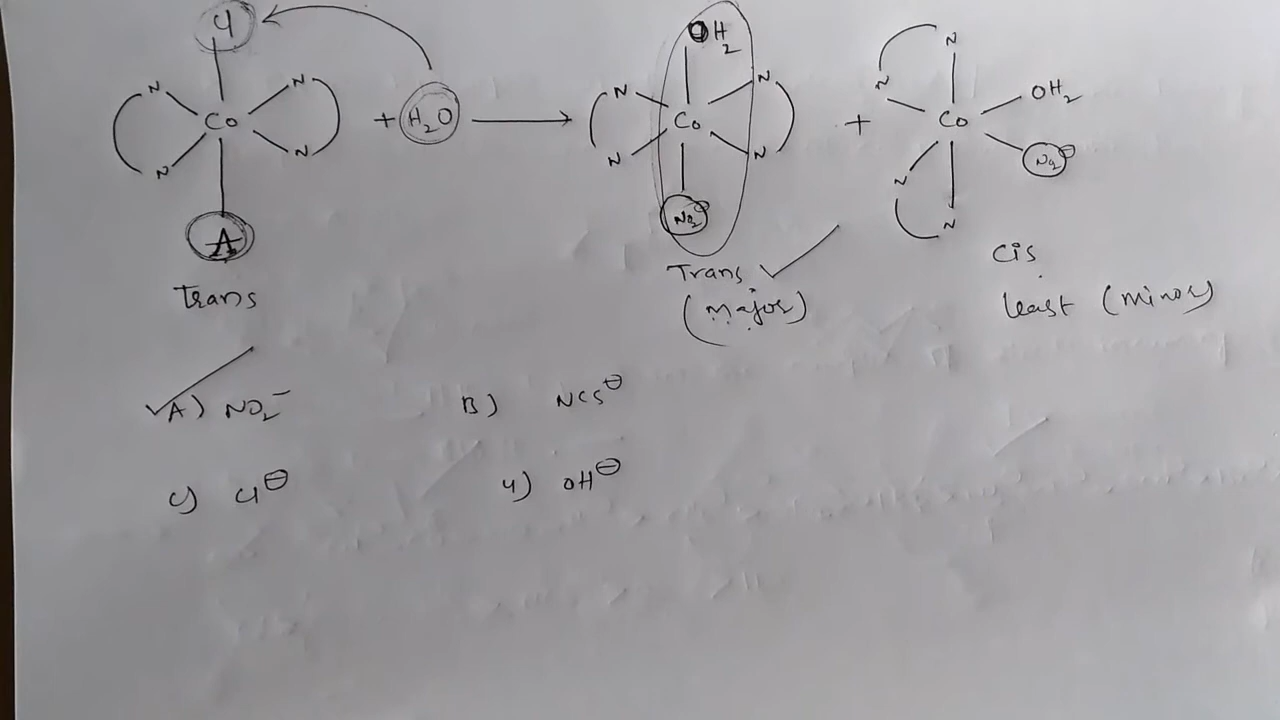 Cl
N Co N
N N
A
Trans
+ H₂O →
OH₂
N Co N
N N
NO₂⊖
Trans ✓
(Major)
+
N
N Co OH₂
N NO₂⊖
N
cis
least (minor)
✓A) NO₂⁻ B) NCS⊖
C) Cl⊖ 4) OH⊖